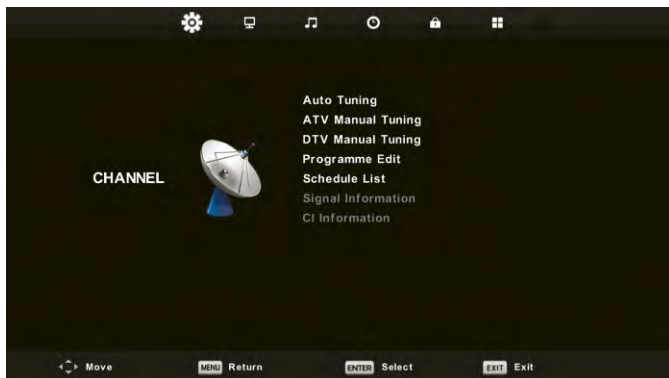 CHANNEL
Auto Tuning
ATV Manual Tuning
DTV Manual Tuning
Programme Edit
Schedule List
Signal Information
CI Information
Move MENU Return ENTER Select EXIT Exit